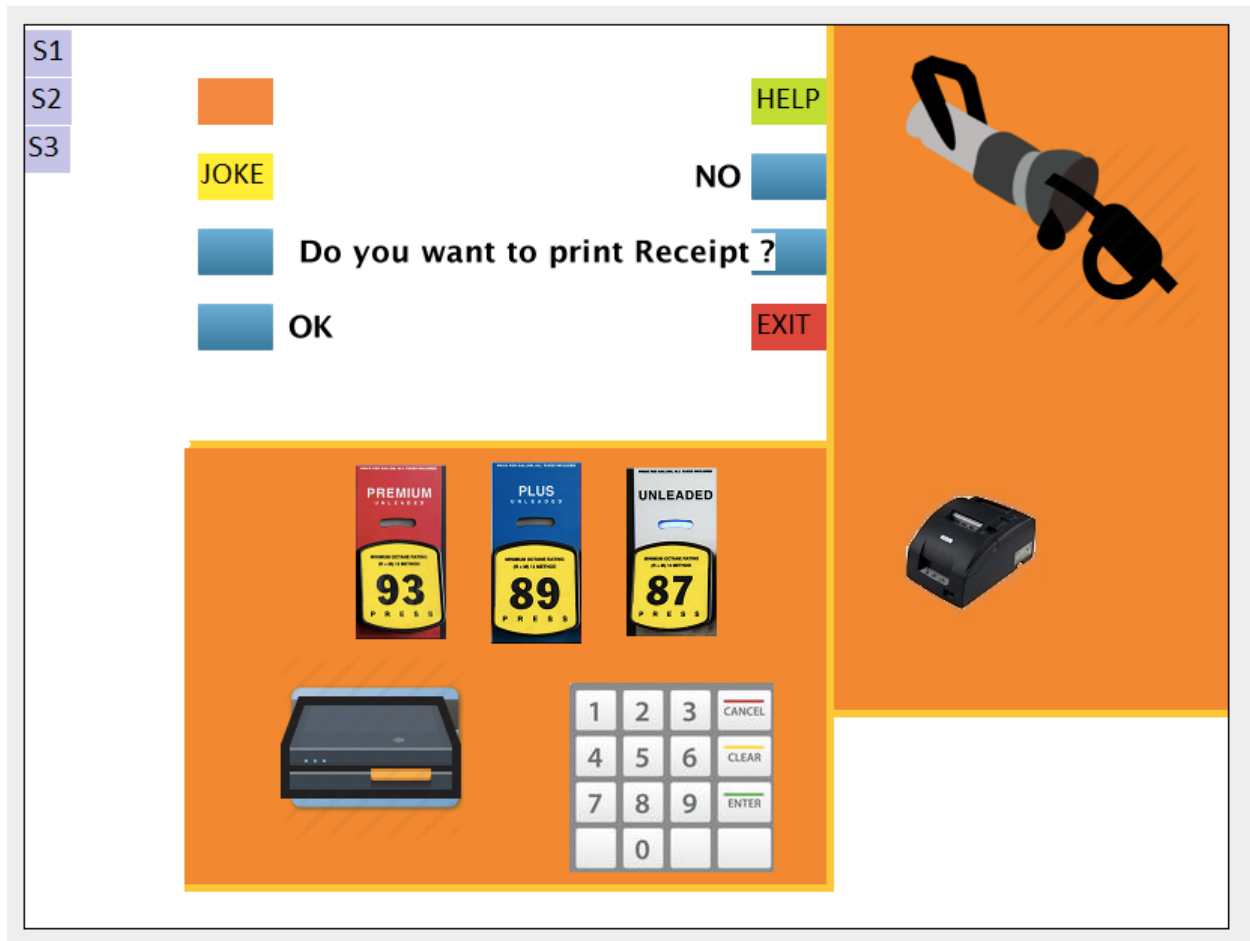 S1
S2
HELP
S3
JOKE
NO
Do you want to print Receipt ?
OK
EXIT
PREMIUM
UNLEADED
93
PRESS
PLUS
UNLEADED
89
PRESS
UNLEADED
87
PRESS
1 2 3 CANCEL
4 5 6 CLEAR
7 8 9 ENTER
0